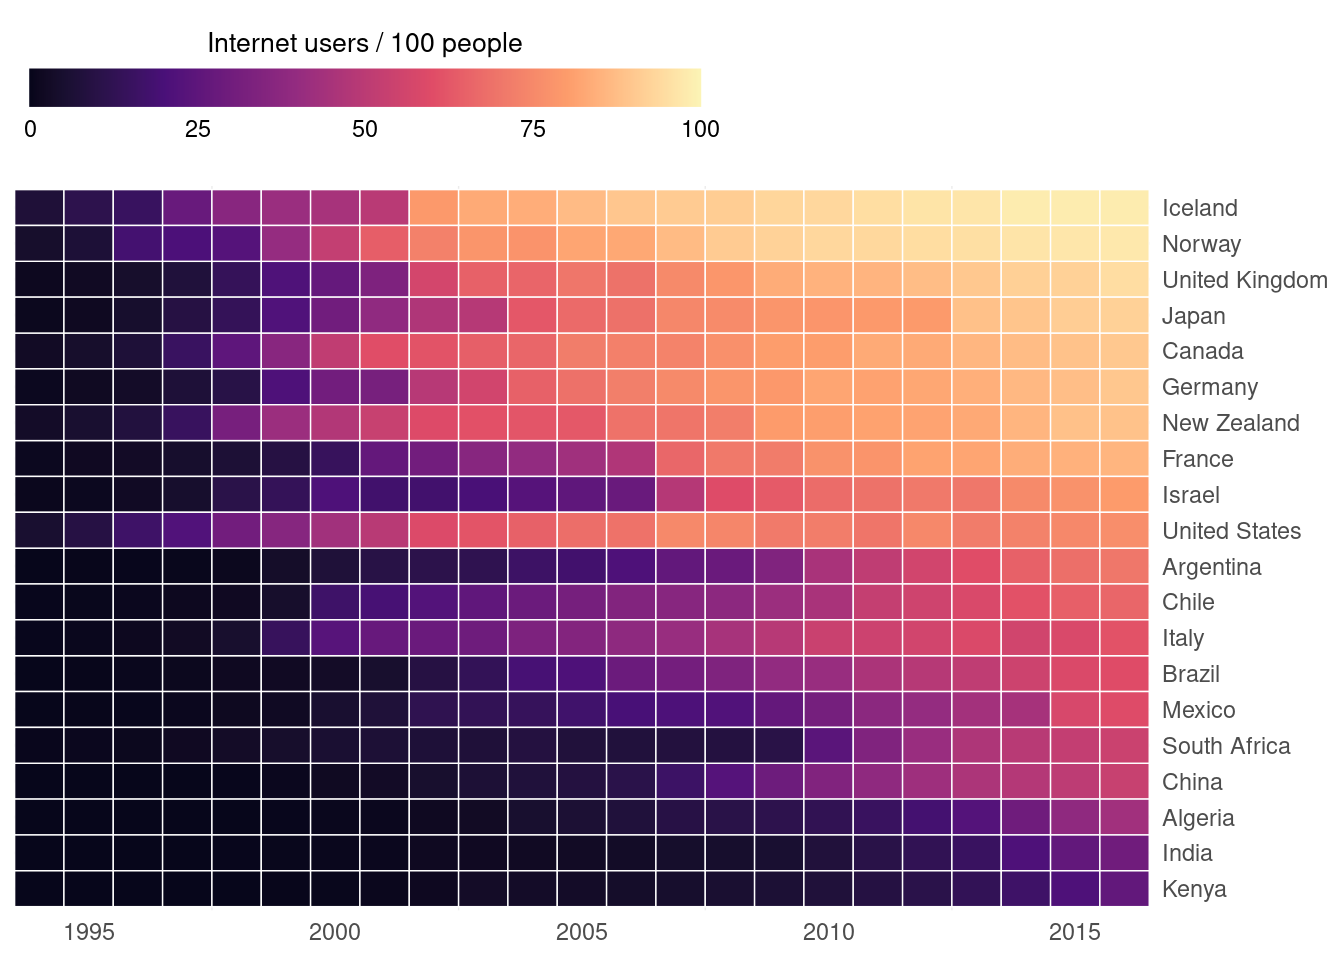 Internet users / 100 people
0 25 50 75 100
Iceland
Norway
United Kingdom
Japan
Canada
Germany
New Zealand
France
Israel
United States
Argentina
Chile
Italy
Brazil
Mexico
South Africa
China
Algeria
India
Kenya
1995 2000 2005 2010 2015